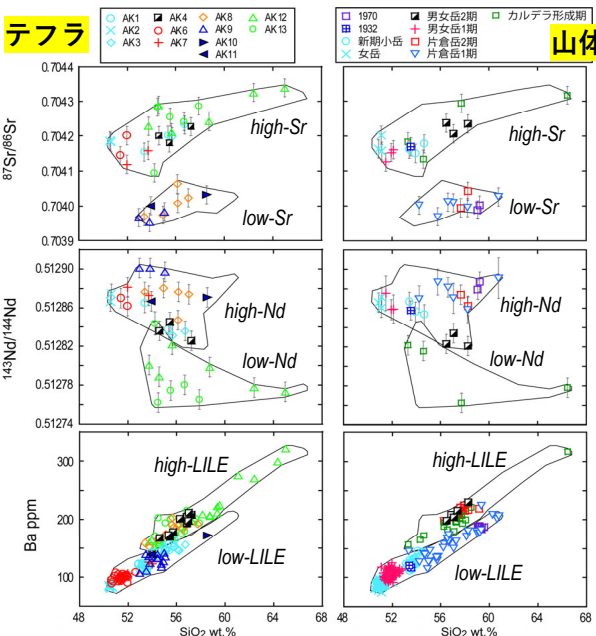 テフラ
AK1 AK4 AK8 AK12
AK2 AK6 AK9 AK13
AK3 AK7 AK10
AK11
1970 男女岳2期 カルデラ形成期
1932 男女岳1期
新期小岳 片倉岳2期
女岳 片倉岳1期
山体
⁸⁷Sr/⁸⁶Sr
0.7044
0.7043
0.7042
0.7041
0.7040
0.7039
high-Sr
low-Sr
high-Sr
low-Sr
¹⁴³Nd/¹⁴⁴Nd
0.51290
0.51286
0.51282
0.51278
0.51274
high-Nd
low-Nd
high-Nd
low-Nd
Ba ppm
300
200
100
high-LILE
low-LILE
high-LILE
low-LILE
48 52 56 60 64 68
SiO₂ wt.%
52 56 60 64 68
SiO₂ wt.%